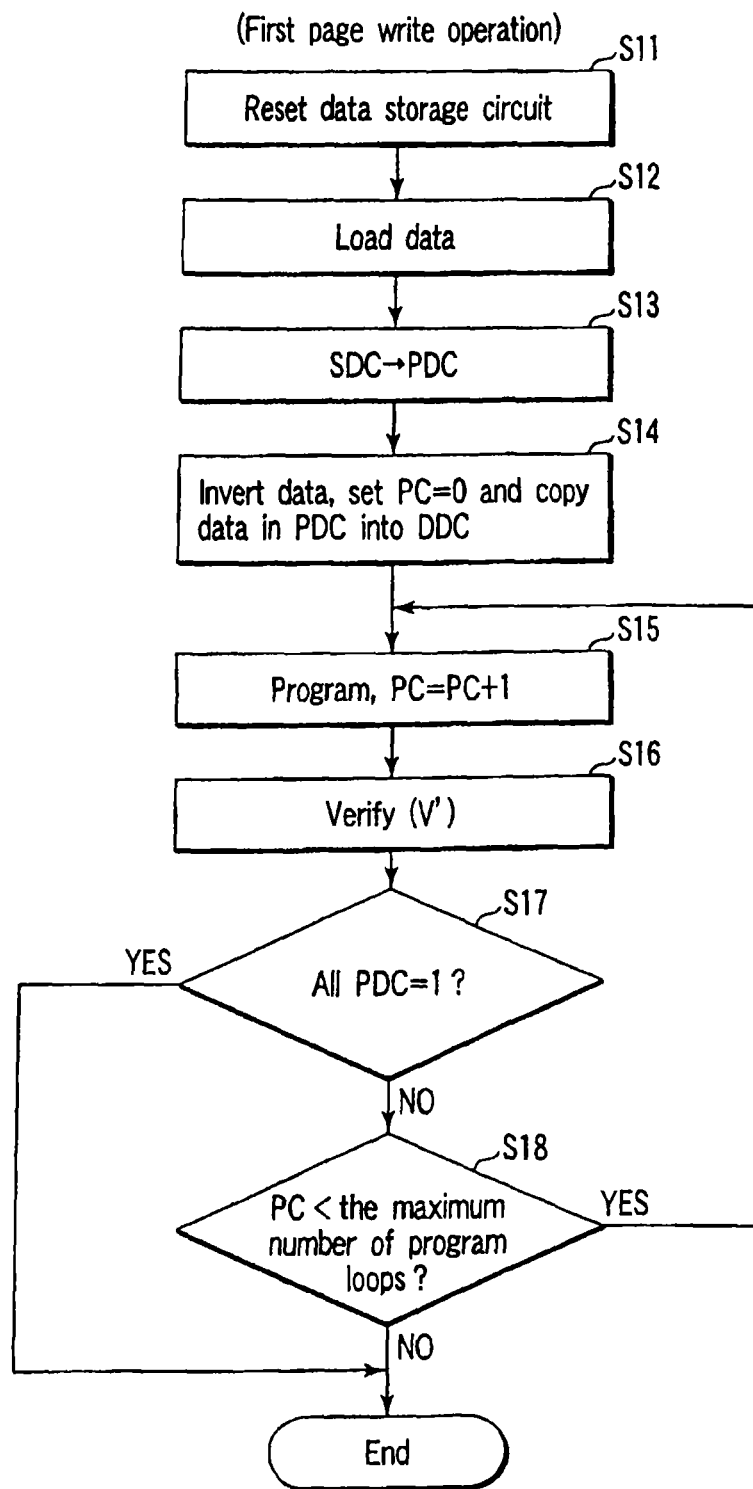 (First page write operation)
S11
Reset data storage circuit
S12
Load data
S13
SDC→PDC
S14
Invert data, set PC=0 and copy
data in PDC into DDC
S15
Program, PC=PC+1
S16
Verify (V')
S17
YES
All PDC=1 ?
NO
S18
PC < the maximum
number of program
loops ?
YES
NO
End